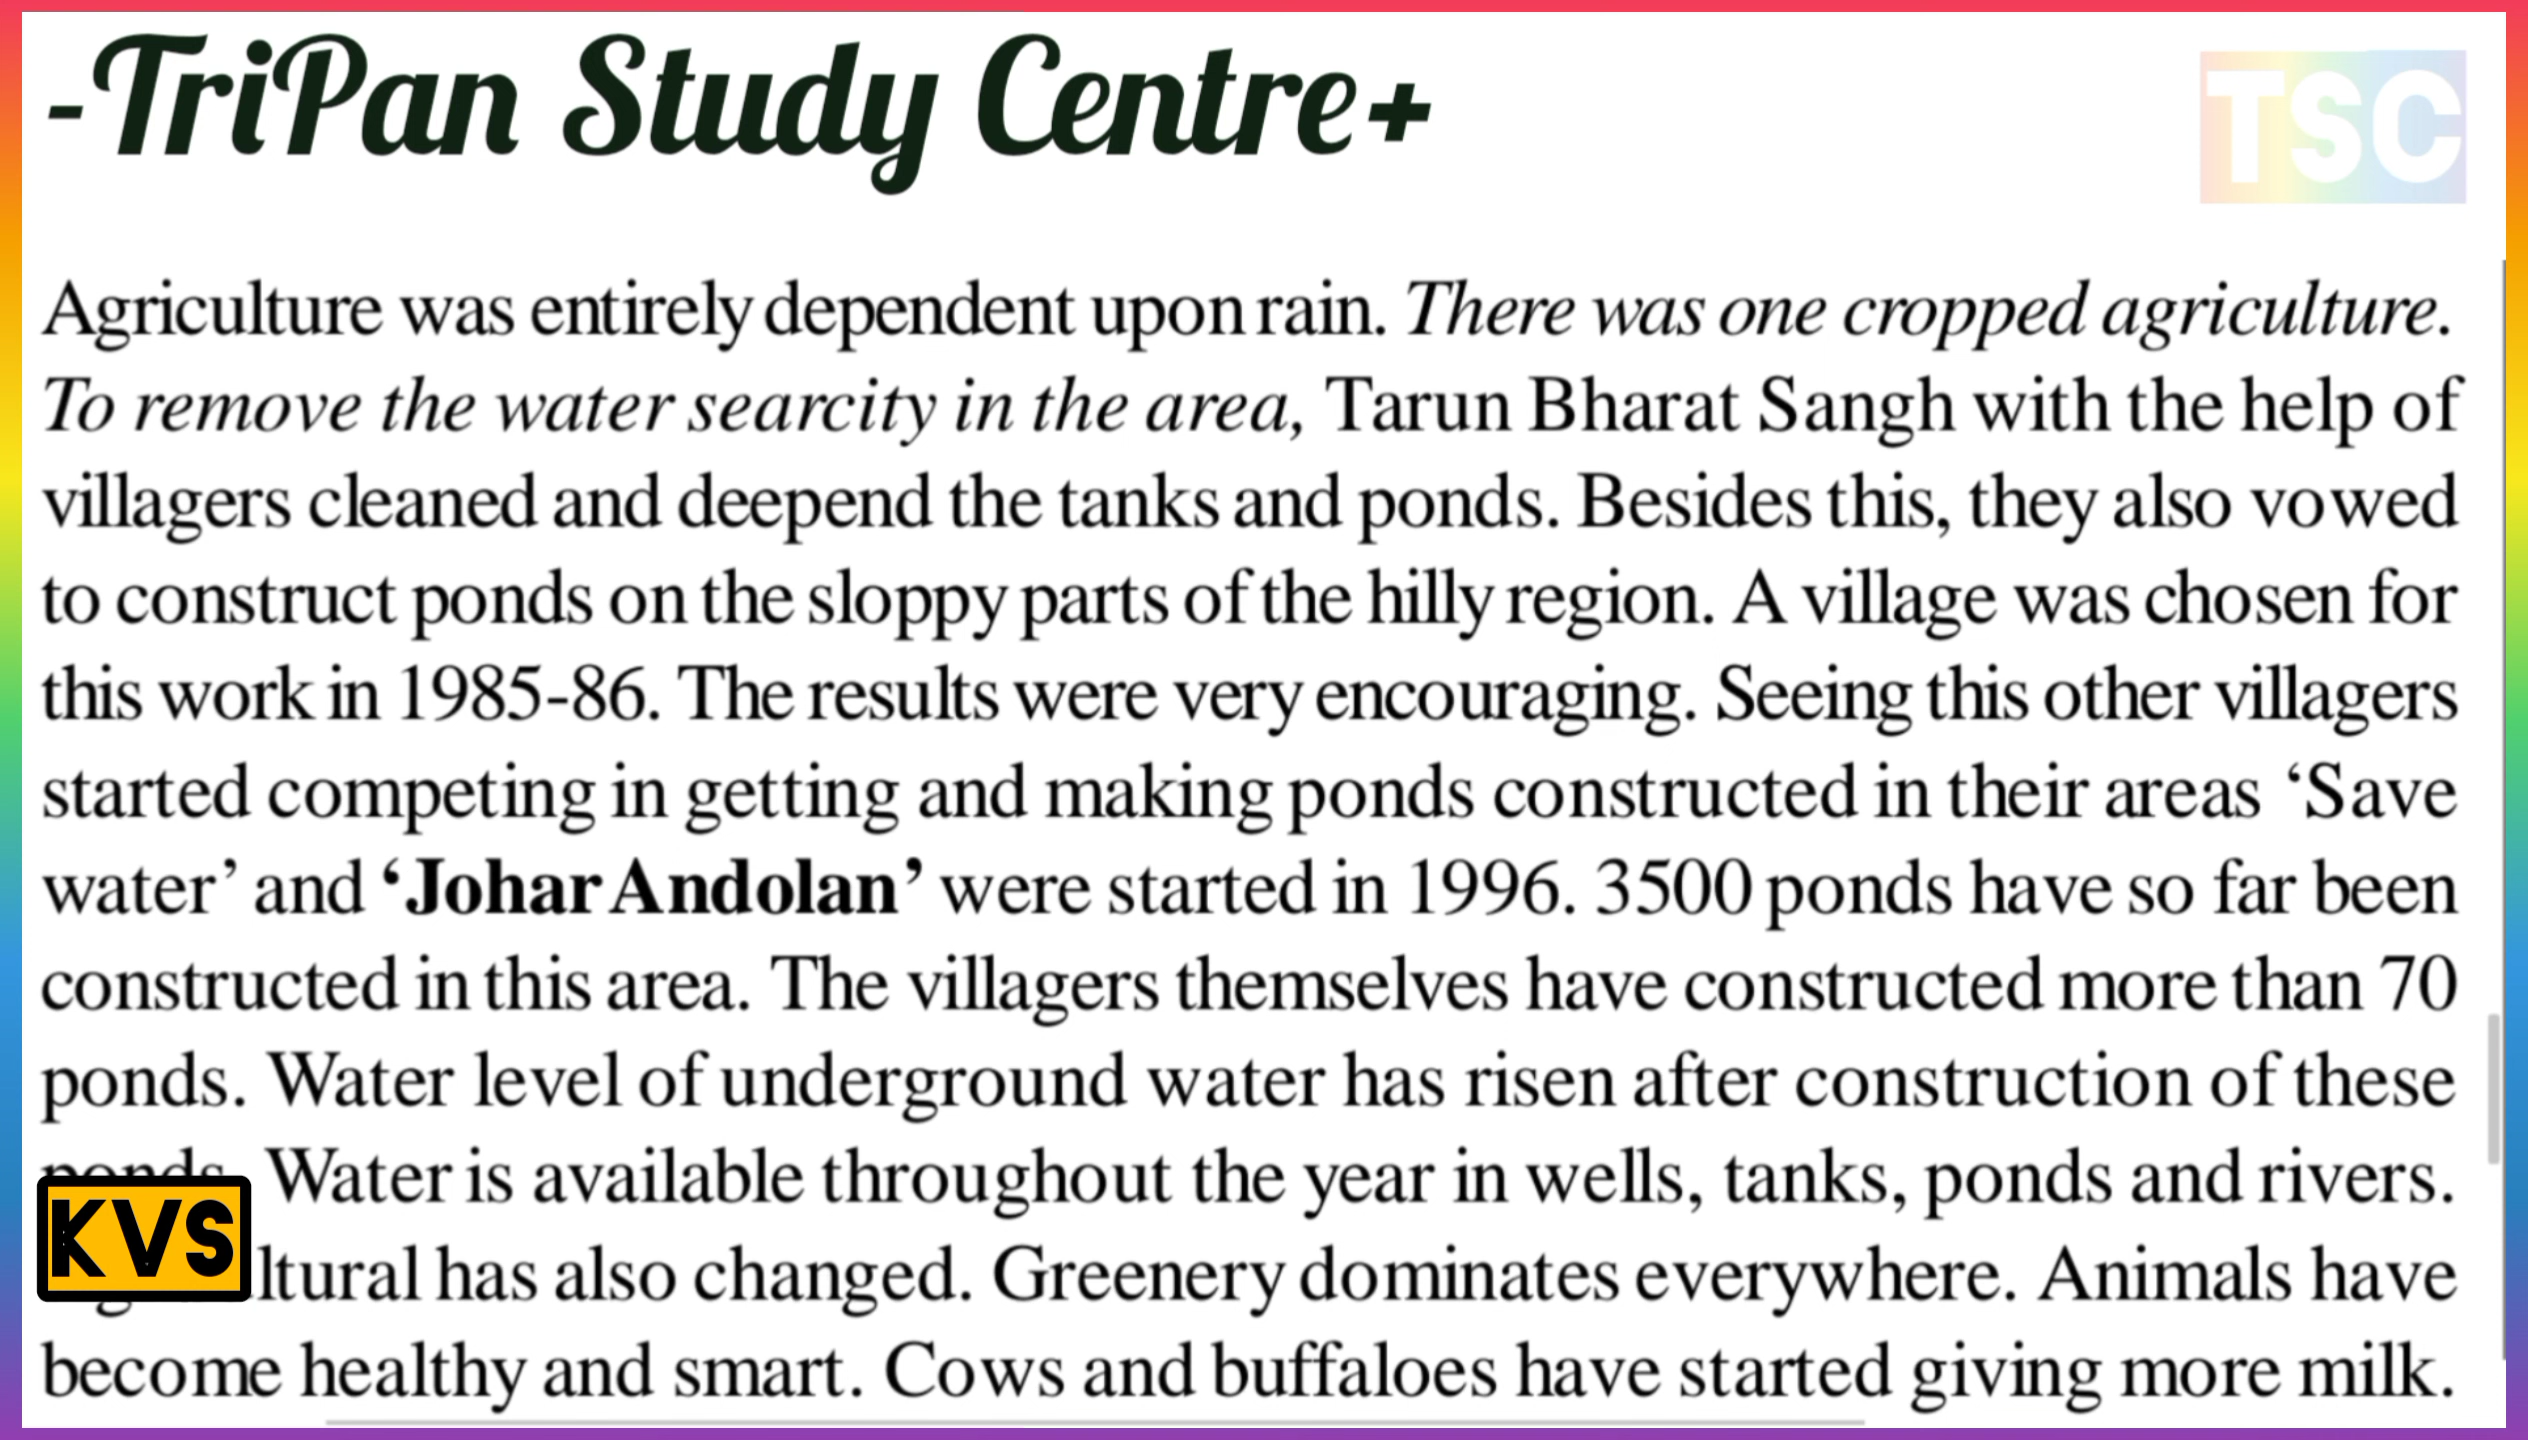 -TriPan Study Centre+
TSC
Agriculture was entirely dependent upon rain. There was one cropped agriculture.
To remove the water searcity in the area, Tarun Bharat Sangh with the help of
villagers cleaned and deepend the tanks and ponds. Besides this, they also vowed
to construct ponds on the sloppy parts of the hilly region. A village was chosen for
this work in 1985-86. The results were very encouraging. Seeing this other villagers
started competing in getting and making ponds constructed in their areas ‘Save
water’ and ‘Johar Andolan’ were started in 1996. 3500 ponds have so far been
constructed in this area. The villagers themselves have constructed more than 70
ponds. Water level of underground water has risen after construction of these
ponds. Water is available throughout the year in wells, tanks, ponds and rivers.
KVS
ltural has also changed. Greenery dominates everywhere. Animals have
become healthy and smart. Cows and buffaloes have started giving more milk.